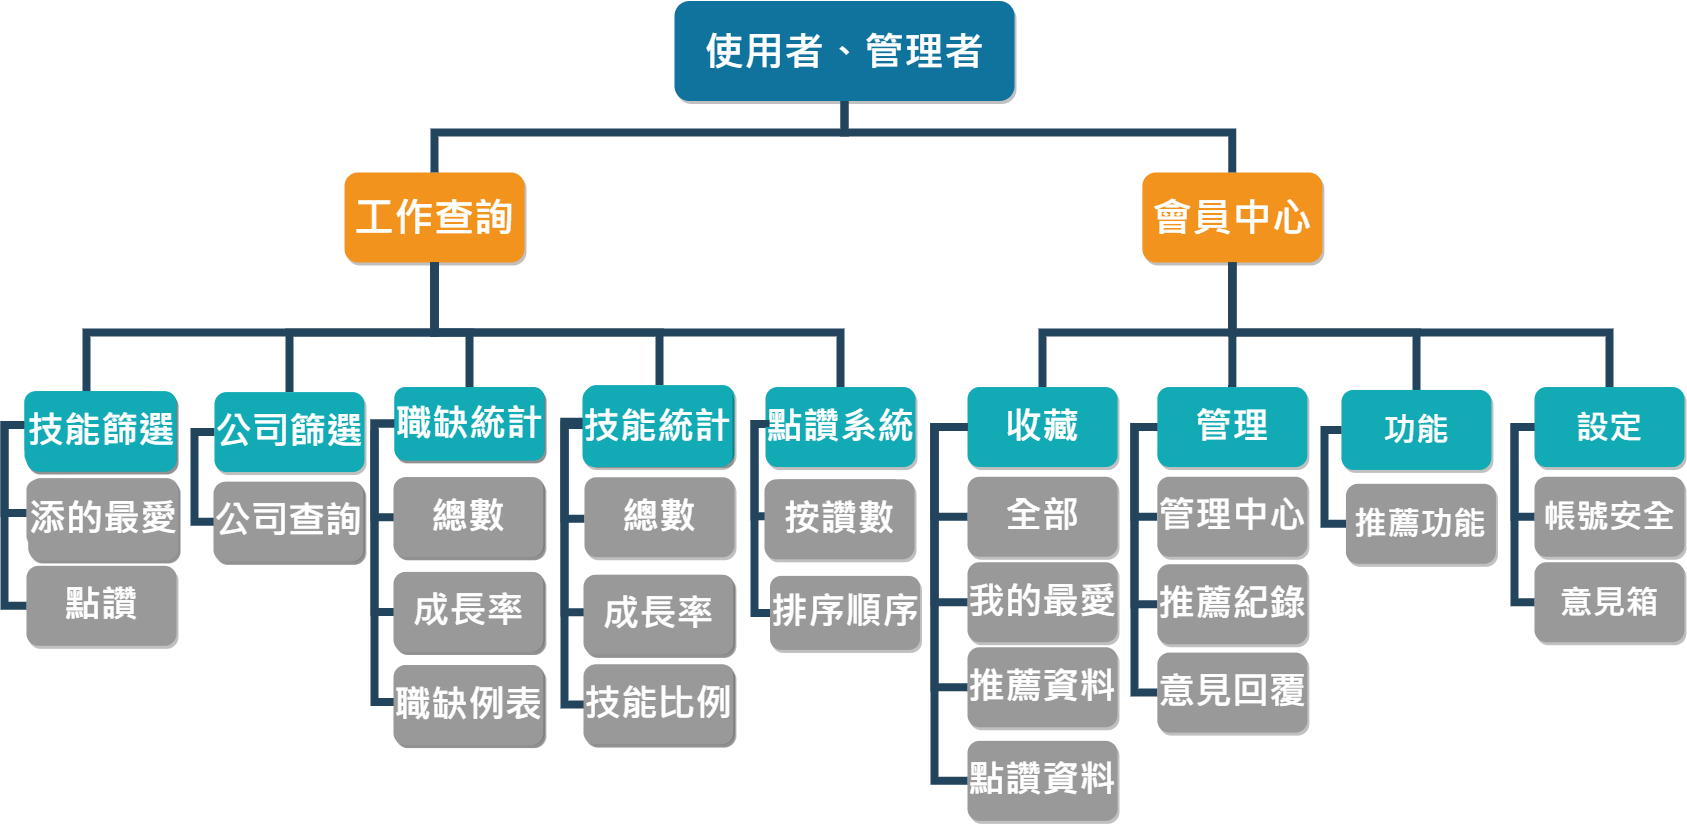 使用者、管理者
工作查詢
會員中心
技能篩選
添的最愛
點讚
公司篩選
公司查詢
職缺統計
總數
成長率
職缺例表
技能統計
總數
成長率
技能比例
點讚系統
按讚數
排序順序
收藏
全部
我的最愛
推薦資料
點讚資料
管理
管理中心
推薦紀錄
意見回覆
功能
推薦功能
設定
帳號安全
意見箱